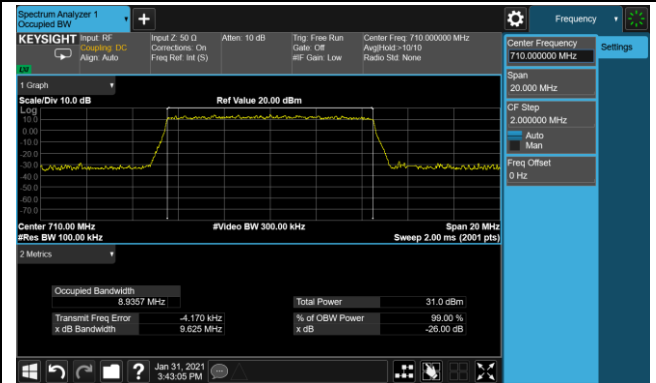 Spectrum Analyzer 1
Occupied BW
+
Frequency
KEYSIGHT
Input: RF
Coupling: DC
Align: Auto
Input Z: 50 Ω
Corrections: On
Freq Ref: Int (S)
Atten: 10 dB
Trig: Free Run
Gate: Off
#IF Gain: Low
Center Freq: 710.000000 MHz
Avg|Hold:>10/10
Radio Std: None
Center Frequency
710.000000 MHz
Settings
Span
20.000 MHz
CF Step
2.000000 MHz
Auto
Man
Freq Offset
0 Hz
1 Graph
Scale/Div 10.0 dB
Ref Value 20.00 dBm
Log
10.0
0.00
-10.0
-20.0
-30.0
-40.0
-50.0
-60.0
-70.0
Center 710.00 MHz
#Video BW 300.00 kHz
Span 20 MHz
#Res BW 100.00 kHz
Sweep 2.00 ms (2001 pts)
2 Metrics
Occupied Bandwidth
8.9357 MHz
Total Power
31.0 dBm
Transmit Freq Error
-4.170 kHz
% of OBW Power
99.00 %
x dB Bandwidth
9.625 MHz
x dB
-26.00 dB
?
Jan 31, 2021
3:43:05 PM